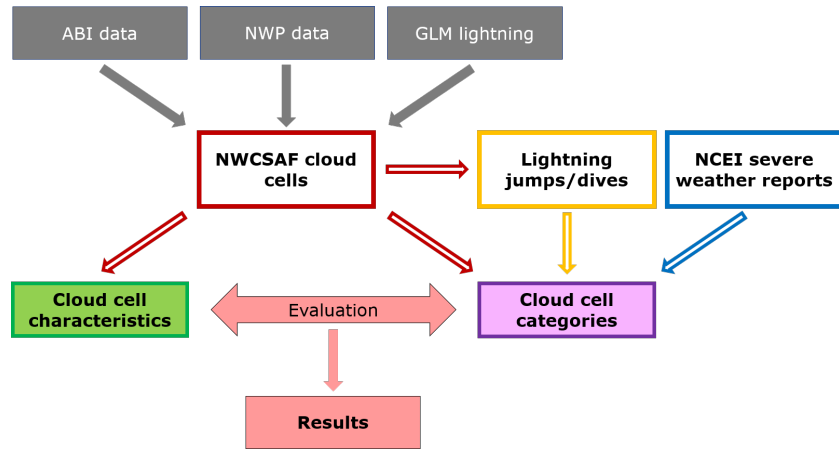 ABI data
NWP data
GLM lightning
NWCSAF cloud
cells
Lightning
jumps/dives
NCEI severe
weather reports
Cloud cell
characteristics
Evaluation
Cloud cell
categories
Results